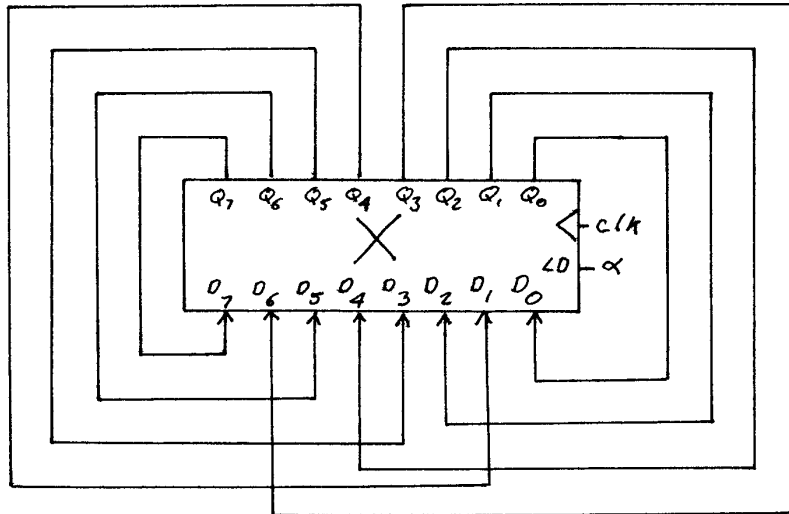 Q7 Q6 Q5 Q4 Q3 Q2 Q1 Q0
clk
X
LD α
D7 D6 D5 D4 D3 D2 D1 D0